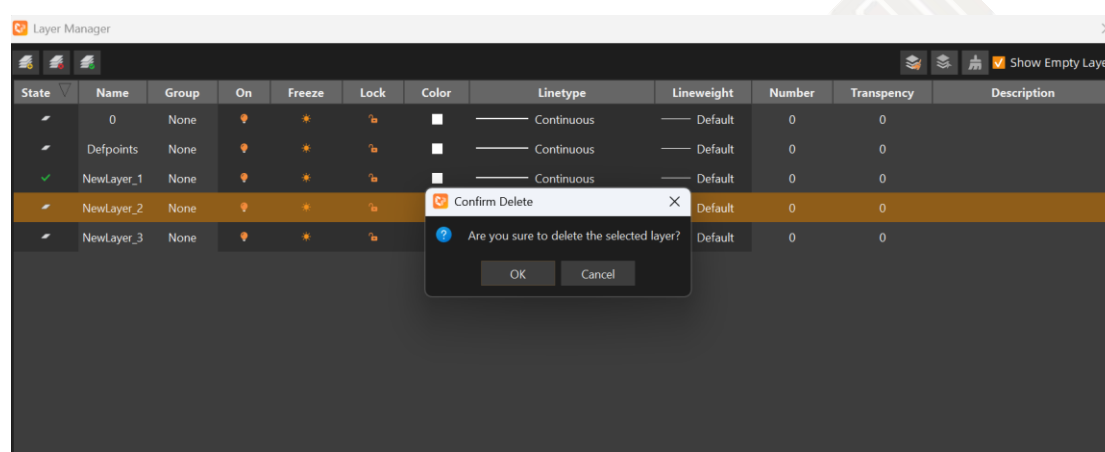 Layer Manager
Show Empty Laye
State Name Group On Freeze Lock Color Linetype Lineweight Number Transpency Description
0 None Continuous Default 0 0
Defpoints None Continuous Default 0 0
NewLayer_1 None Continuous Default 0 0
NewLayer_2 None Default 0 0
NewLayer_3 None Default 0 0
Confirm Delete
Are you sure to delete the selected layer?
OK Cancel